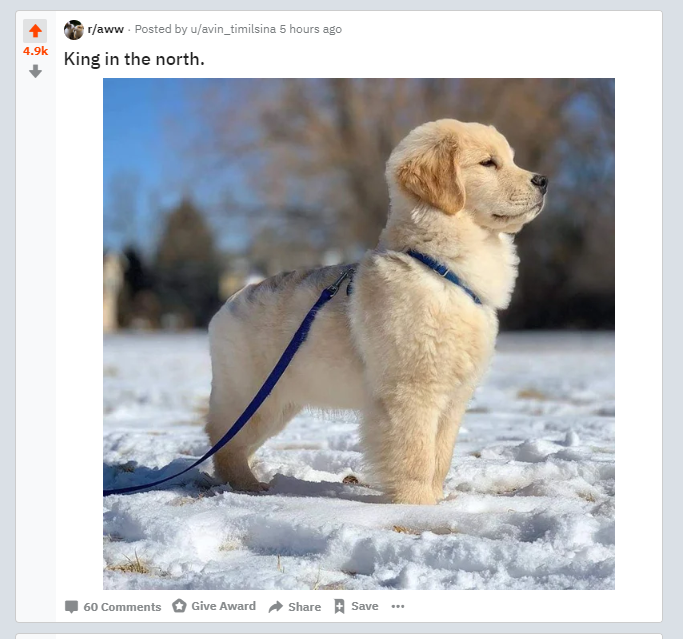 r/aww · Posted by u/avin_timilsina 5 hours ago
4.9k
King in the north.
60 Comments Give Award Share Save